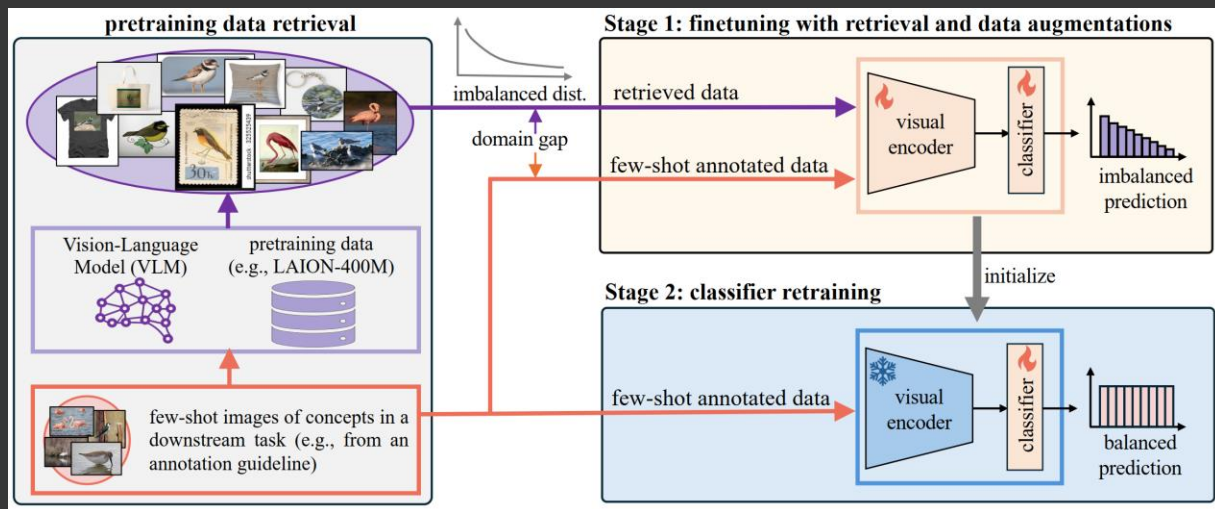 pretraining data retrieval
30
shutterstock
325525409
Vision-Language
Model (VLM)
pretraining data
(e.g., LAION-400M)
few-shot images of concepts in a
downstream task (e.g., from an
annotation guideline)
imbalanced dist.
domain gap
Stage 1: finetuning with retrieval and data augmentations
retrieved data
few-shot annotated data
visual
encoder
classifier
imbalanced
prediction
initialize
Stage 2: classifier retraining
few-shot annotated data
visual
encoder
classifier
balanced
prediction